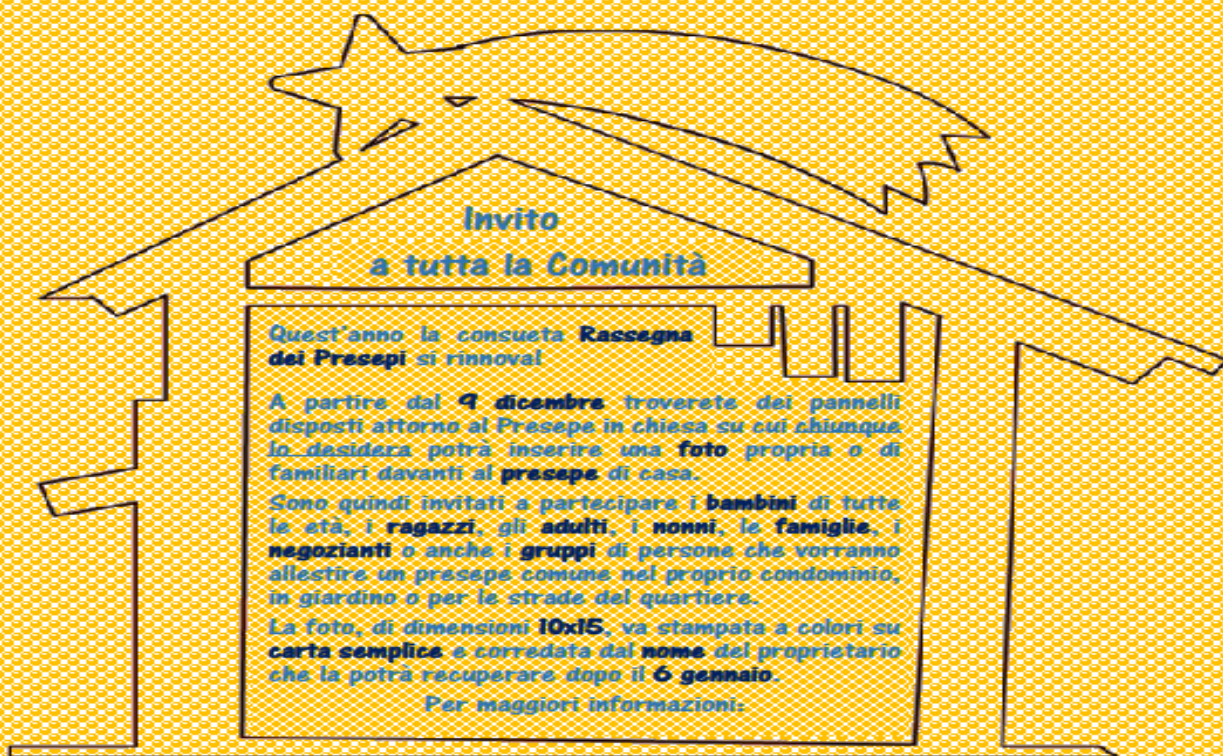 Invito
a tutta la Comunità
Quest'anno la consueta Rassegna
dei Presepi si rinnova!
A partire dal 9 dicembre troverete dei pannelli
disposti attorno al Presepe in chiesa su cui chiunque
lo desidera potrà inserire una foto propria o di
familiari davanti al presepe di casa.
Sono quindi invitati a partecipare i bambini di tutte
le età, i ragazzi, gli adulti, i nonni, le famiglie, i
negozianti o anche i gruppi di persone che vorranno
allestire un presepe comune nel proprio condominio,
in giardino o per le strade del quartiere.
La foto, di dimensioni 10x15, va stampata a colori su
carta semplice e corredata dal nome del proprietario
che la potrà recuperare dopo il 6 gennaio.
Per maggiori informazioni: